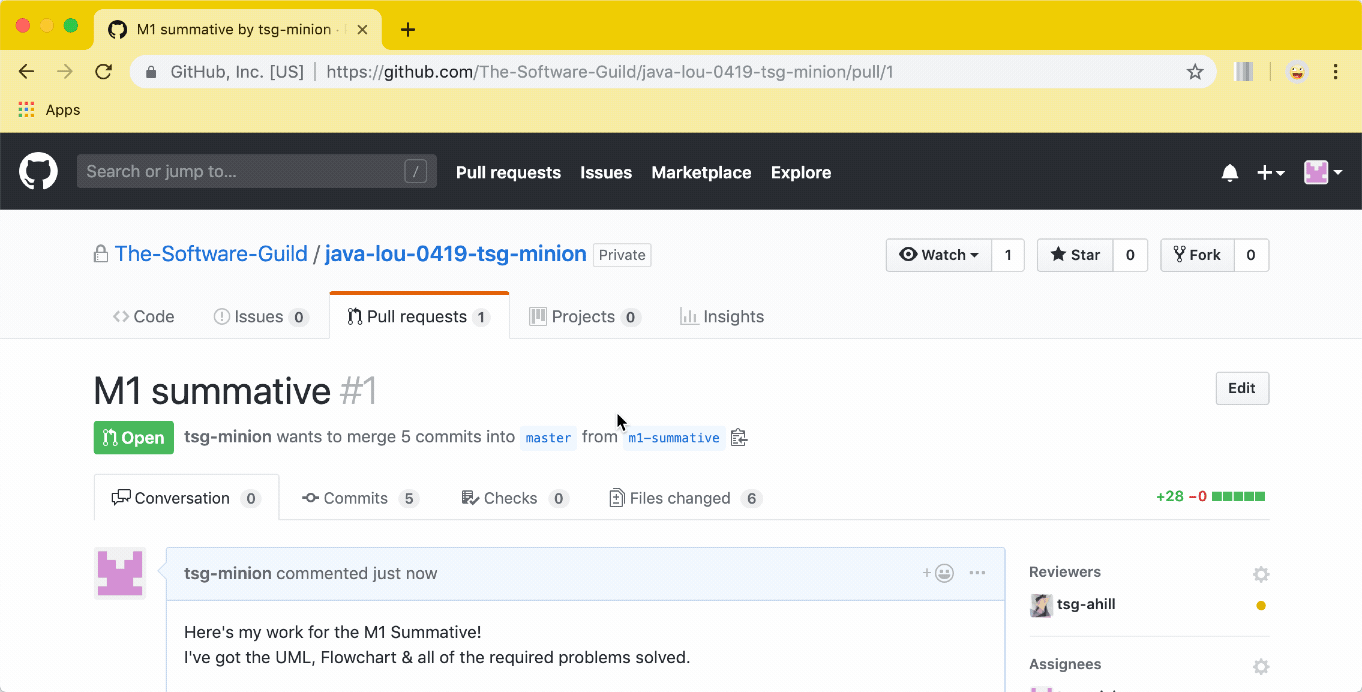 M1 summative by tsg-minion ·
GitHub, Inc. [US] | https://github.com/The-Software-Guild/java-lou-0419-tsg-minion/pull/1
Apps
Search or jump to... /
Pull requests Issues Marketplace Explore
The-Software-Guild / java-lou-0419-tsg-minion Private
Watch 1 Star 0 Fork 0
Code Issues 0 Pull requests 1 Projects 0 Insights
M1 summative #1
Edit
Open tsg-minion wants to merge 5 commits into master from m1-summative
Conversation 0 Commits 5 Checks 0 Files changed 6
+28 −0
tsg-minion commented just now
Reviewers
tsg-ahill
Here's my work for the M1 Summative!
I've got the UML, Flowchart & all of the required problems solved.
Assignees